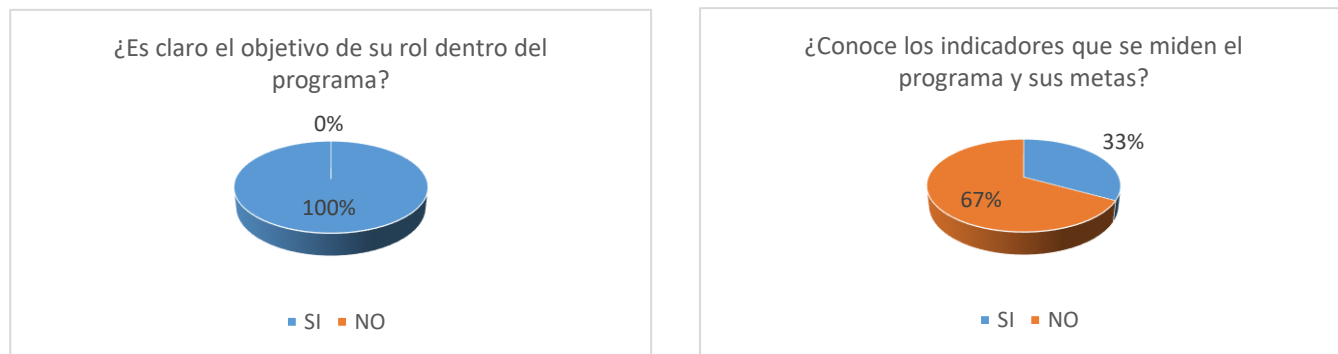 ¿Es claro el objetivo de su rol dentro del
programa?
0%
100%
SI NO
¿Conoce los indicadores que se miden el
programa y sus metas?
33%
67%
SI NO